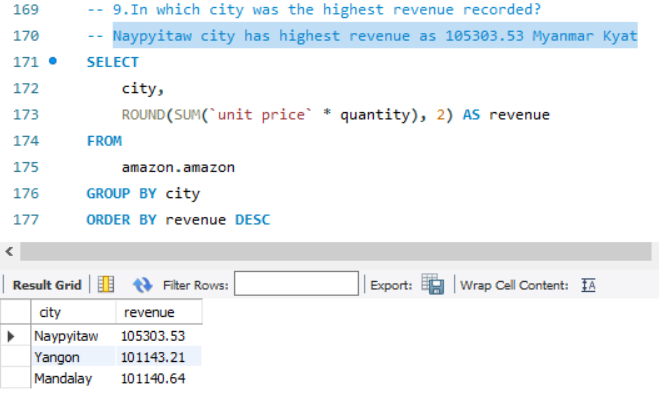 169 -- 9.In which city was the highest revenue recorded?
170 -- Naypyitaw city has highest revenue as 105303.53 Myanmar Kyat
171 SELECT
172 city,
173 ROUND(SUM(`unit price` * quantity), 2) AS revenue
174 FROM
175 amazon.amazon
176 GROUP BY city
177 ORDER BY revenue DESC
Result Grid Filter Rows: Export: Wrap Cell Content: IA
city revenue
Naypyitaw 105303.53
Yangon 101143.21
Mandalay 101140.64